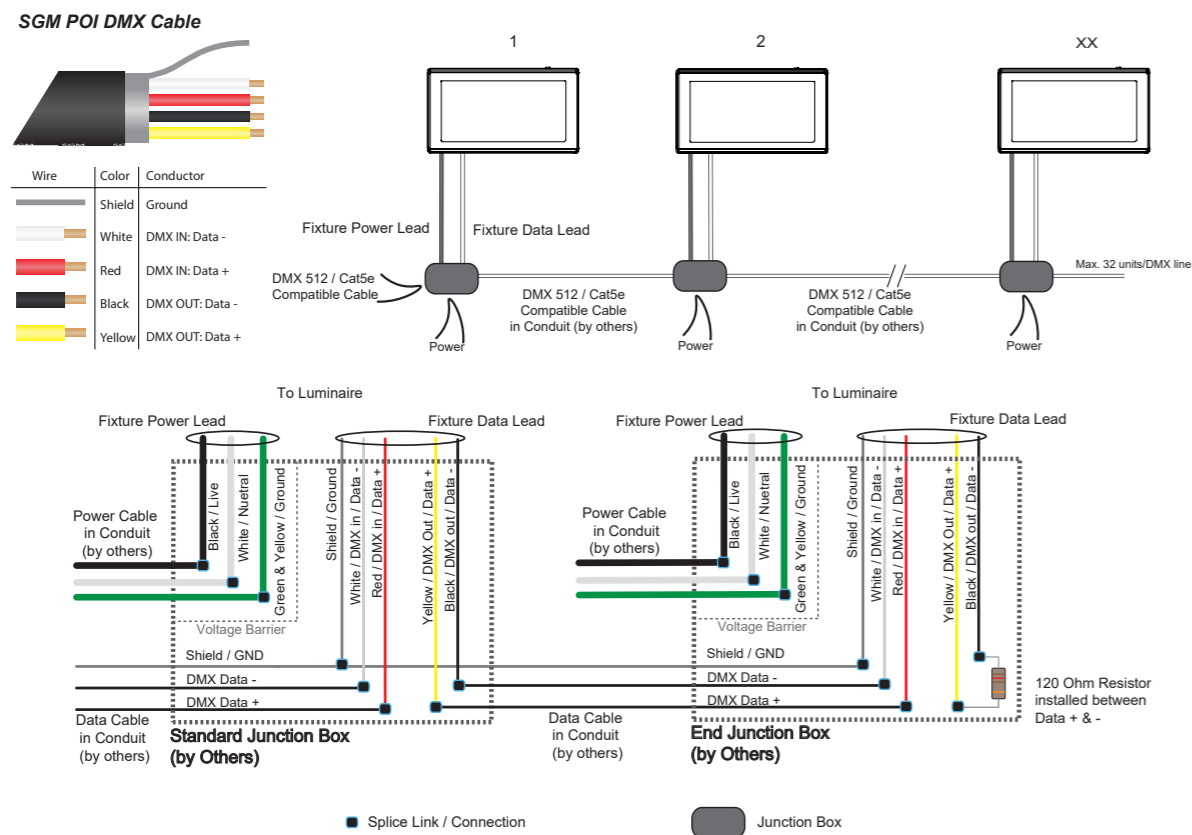 SGM POI DMX Cable
Wire Color Conductor
Shield Ground
White DMX IN: Data -
Red DMX IN: Data +
Black DMX OUT: Data -
Yellow DMX OUT: Data +
1 2 XX
Fixture Power Lead
Fixture Data Lead
DMX 512 / Cat5e
Compatible Cable
DMX 512 / Cat5e
Compatible Cable
in Conduit (by others)
DMX 512 / Cat5e
Compatible Cable
in Conduit (by others)
Max. 32 units/DMX line
Power
Power
Power
To Luminaire
Fixture Power Lead
Fixture Data Lead
Black / Live
White / Nuetral
Green & Yellow / Ground
Shield / Ground
White / DMX in / Data -
Red / DMX in / Data +
Yellow / DMX Out / Data +
Black / DMX out / Data -
Power Cable
in Conduit
(by others)
Voltage Barrier
Shield / GND
DMX Data -
DMX Data +
Data Cable
in Conduit
(by others)
Standard Junction Box
(by Others)
To Luminaire
Fixture Power Lead
Fixture Data Lead
Black / Live
White / Nuetral
Green & Yellow / Ground
Shield / Ground
White / DMX in / Data -
Red / DMX in / Data +
Yellow / DMX Out / Data +
Black / DMX out / Data -
Power Cable
in Conduit
(by others)
Voltage Barrier
Shield / GND
DMX Data -
DMX Data +
Data Cable
in Conduit
(by others)
End Junction Box
(by Others)
120 Ohm Resistor
installed between
Data + & -
Splice Link / Connection
Junction Box